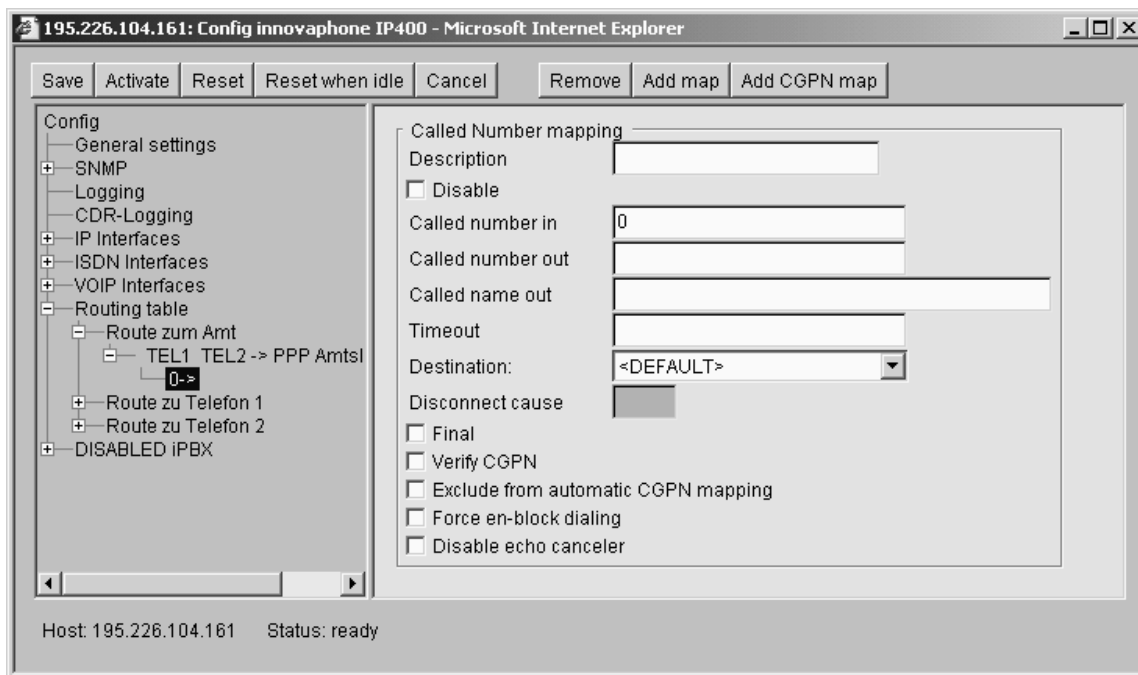 195.226.104.161: Config innovaphone IP400 - Microsoft Internet Explorer
Save Activate Reset Reset when idle Cancel Remove Add map Add CGPN map
Config
General settings
SNMP
Logging
CDR-Logging
IP Interfaces
ISDN Interfaces
VOIP Interfaces
Routing table
Route zum Amt
TEL1 TEL2 -> PPP Amtsl
0->
Route zu Telefon 1
Route zu Telefon 2
DISABLED iPBX
Called Number mapping
Description
Disable
Called number in 0
Called number out
Called name out
Timeout
Destination: <DEFAULT>
Disconnect cause
Final
Verify CGPN
Exclude from automatic CGPN mapping
Force en-block dialing
Disable echo canceler
Host: 195.226.104.161 Status: ready